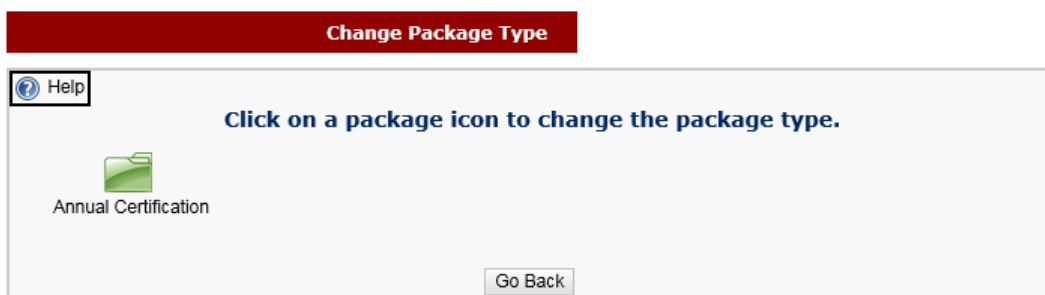 Change Package Type
Help
Click on a package icon to change the package type.
Annual Certification
Go Back